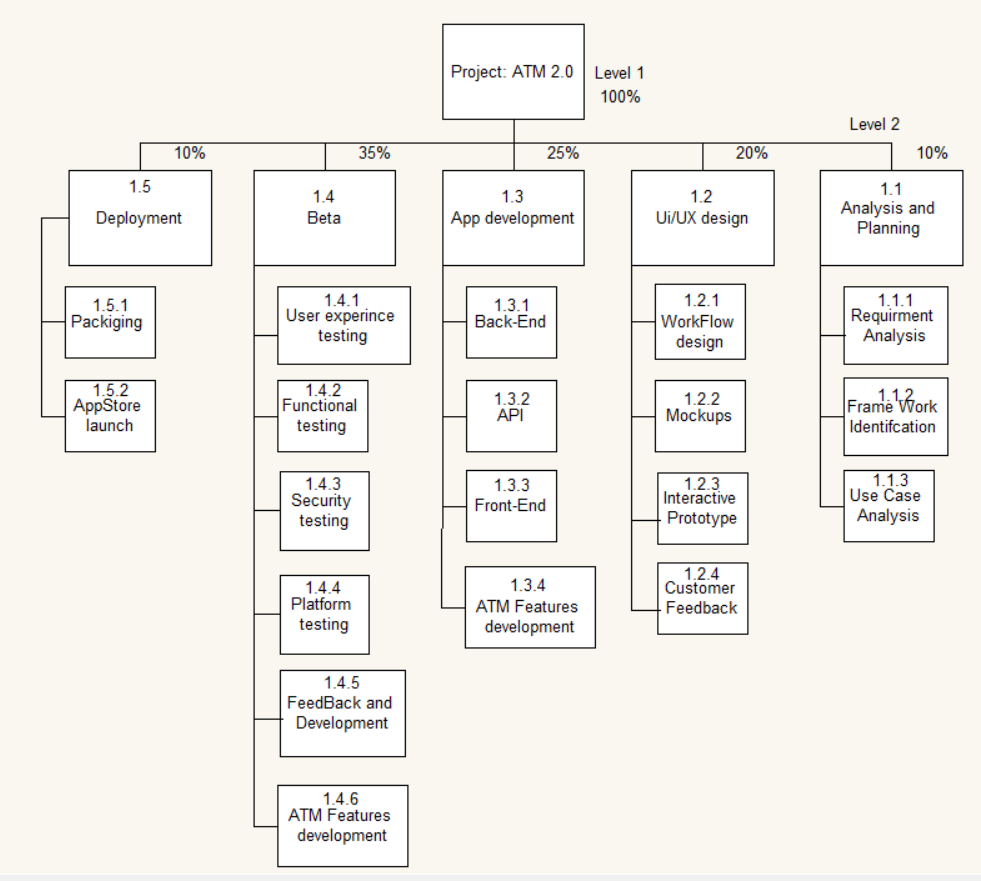 Project: ATM 2.0
Level 1
100%
Level 2
10%
35%
25%
20%
10%
1.5
Deployment
1.4
Beta
1.3
App development
1.2
Ui/UX design
1.1
Analysis and
Planning
1.5.1
Packiging
1.5.2
AppStore
launch
1.4.1
User experince
testing
1.4.2
Functional
testing
1.4.3
Security
testing
1.4.4
Platform
testing
1.4.5
FeedBack and
Development
1.4.6
ATM Features
development
1.3.1
Back-End
1.3.2
API
1.3.3
Front-End
1.3.4
ATM Features
development
1.2.1
WorkFlow
design
1.2.2
Mockups
1.2.3
Interactive
Prototype
1.2.4
Customer
Feedback
1.1.1
Requirment
Analysis
1.1.2
Frame Work
Identifcation
1.1.3
Use Case
Analysis